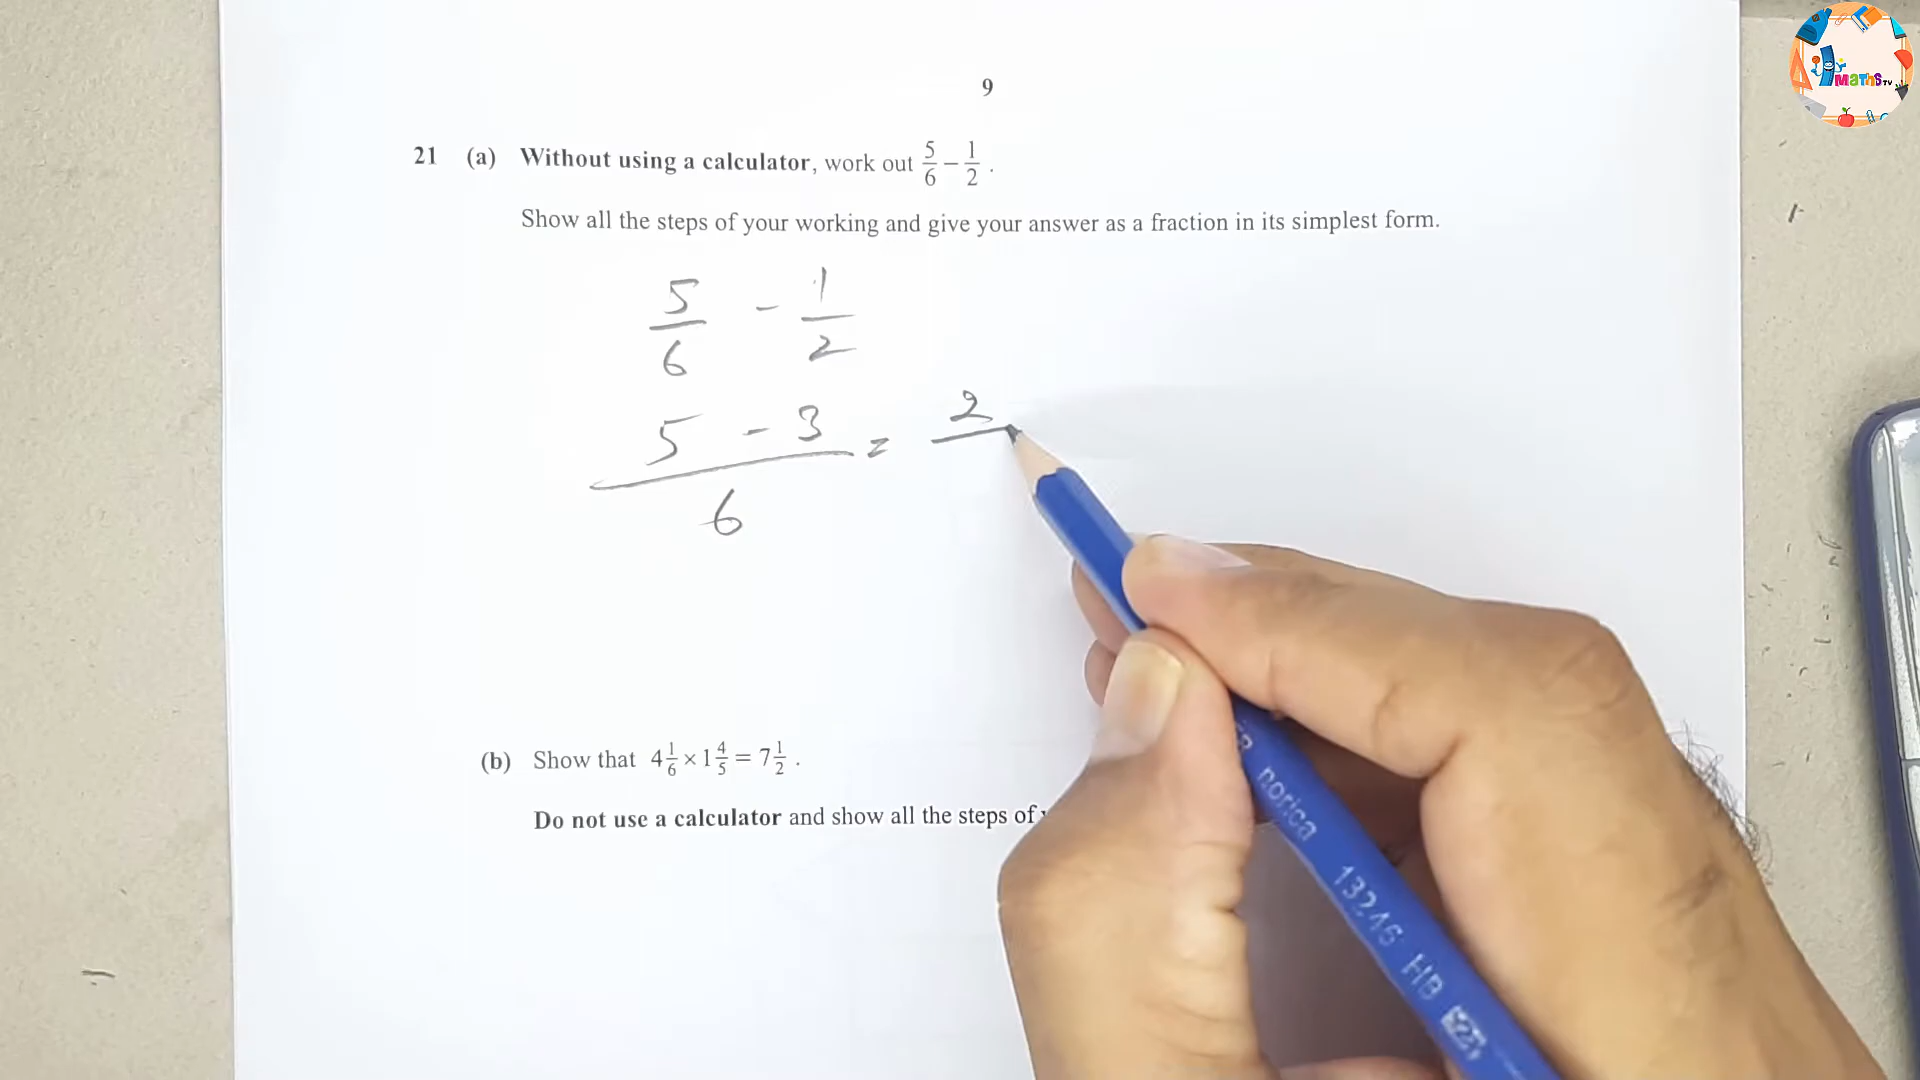 MATHS TV
9
21 (a) Without using a calculator, work out 5/6 − 1/2 .
Show all the steps of your working and give your answer as a fraction in its simplest form.
5/6 - 1/2
5 - 3 / 6 = 2
(b) Show that 4 1/6 × 1 4/5 = 7 1/2 .
Do not use a calculator and show all the steps of
norica 13246 HB